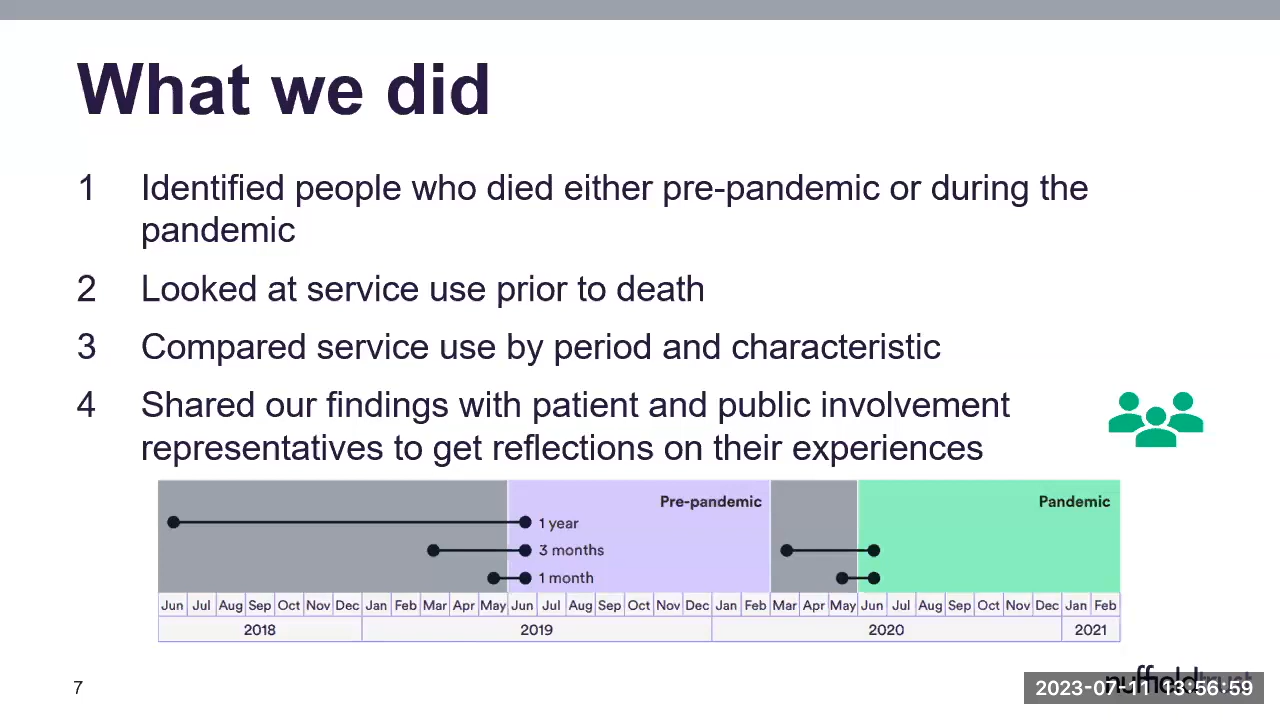 What we did
1 Identified people who died either pre-pandemic or during the
pandemic
2 Looked at service use prior to death
3 Compared service use by period and characteristic
4 Shared our findings with patient and public involvement
representatives to get reflections on their experiences
Pre-pandemic Pandemic
1 year
3 months
1 month
Jun Jul Aug Sep Oct Nov Dec Jan Feb Mar Apr May Jun Jul Aug Sep Oct Nov Dec Jan Feb Mar Apr May Jun Jul Aug Sep Oct Nov Dec Jan Feb
2018 2019 2020 2021
7
nuffieldtrust
2023-07-11 13:56:59